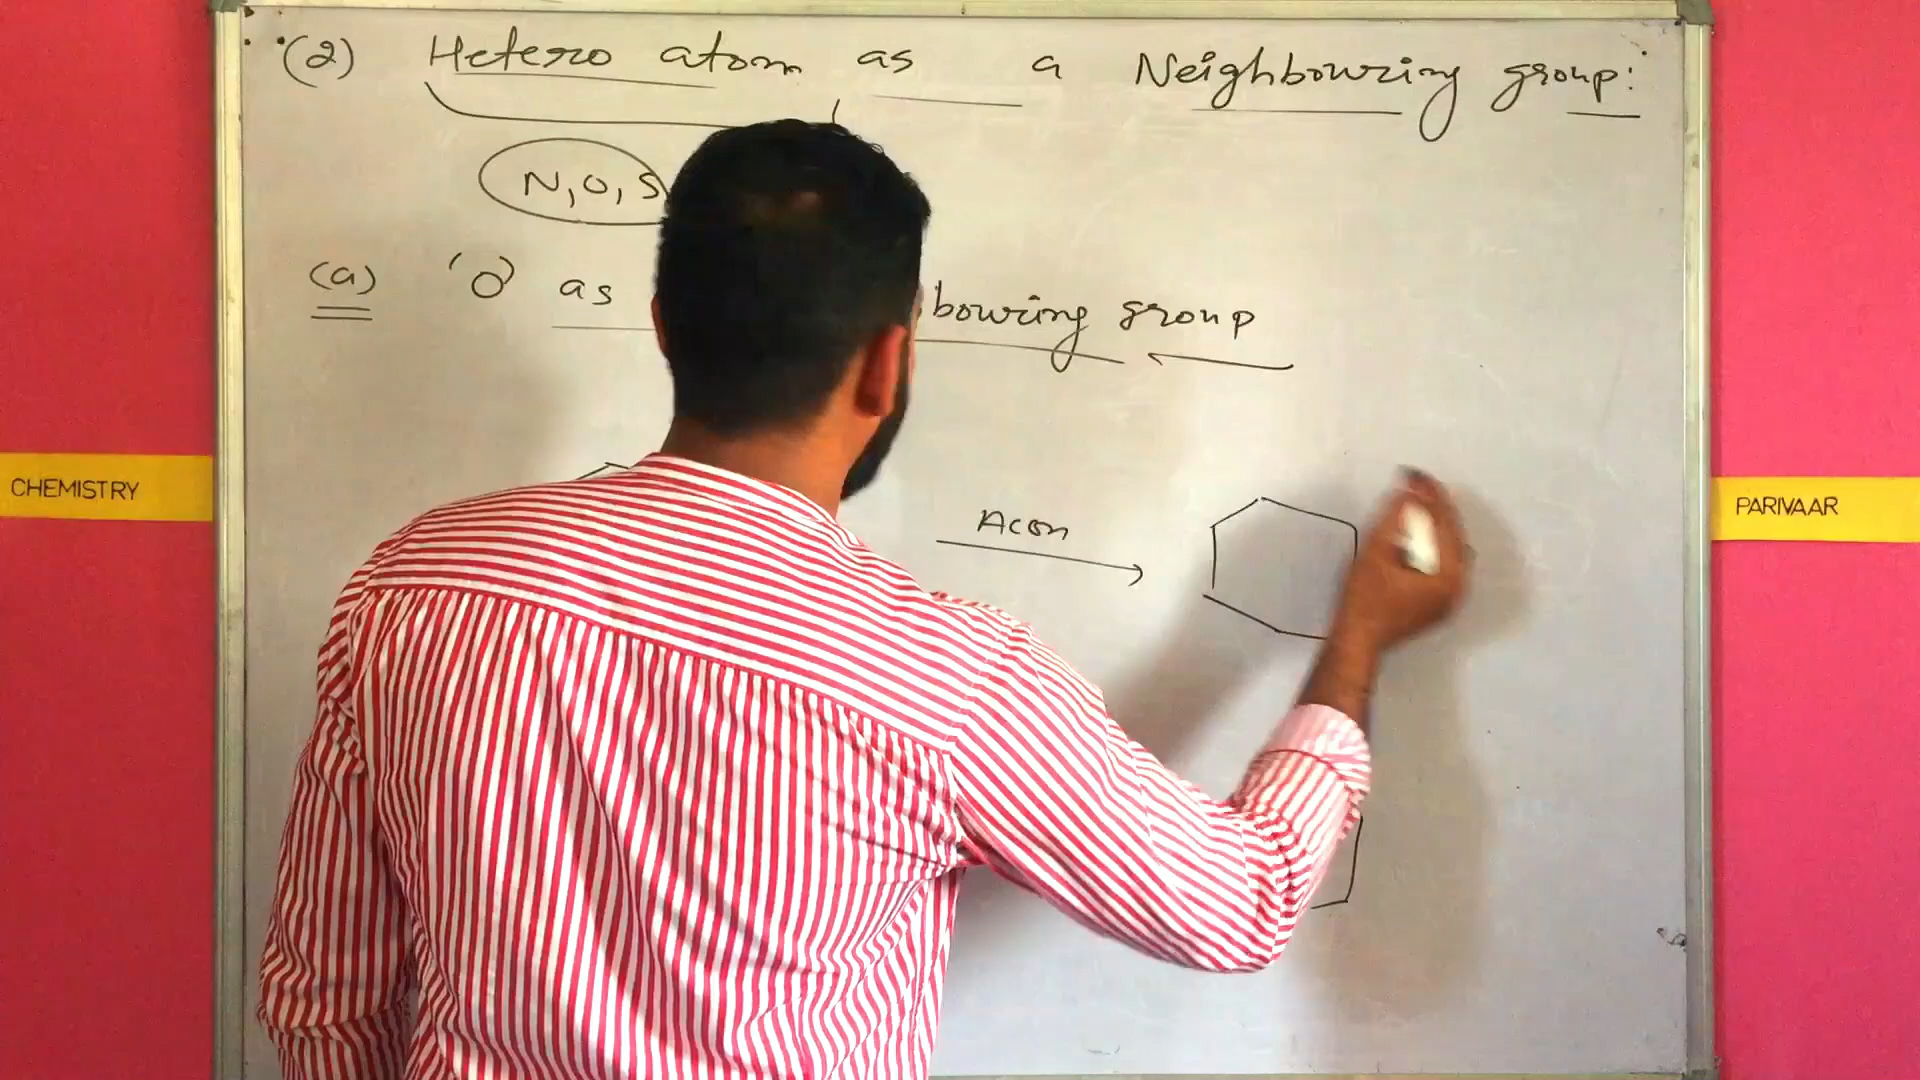 (2) Hetero atom as a Neighbouring group:
N, O, S
(a) 'O' as bouring group
CHEMISTRY
PARIVAAR
AcOH